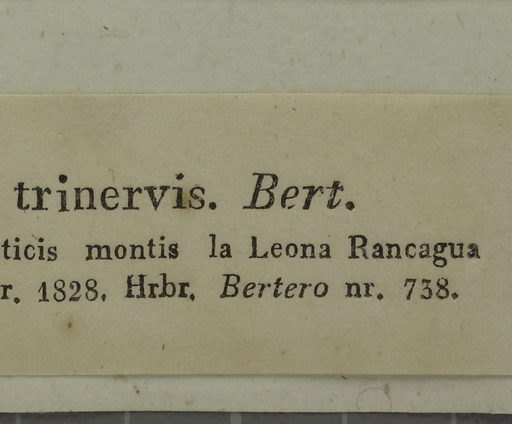 trinervis. Bert.
ticis montis la Leona Rancagua
r. 1828. Hrbr. Bertero nr. 738.